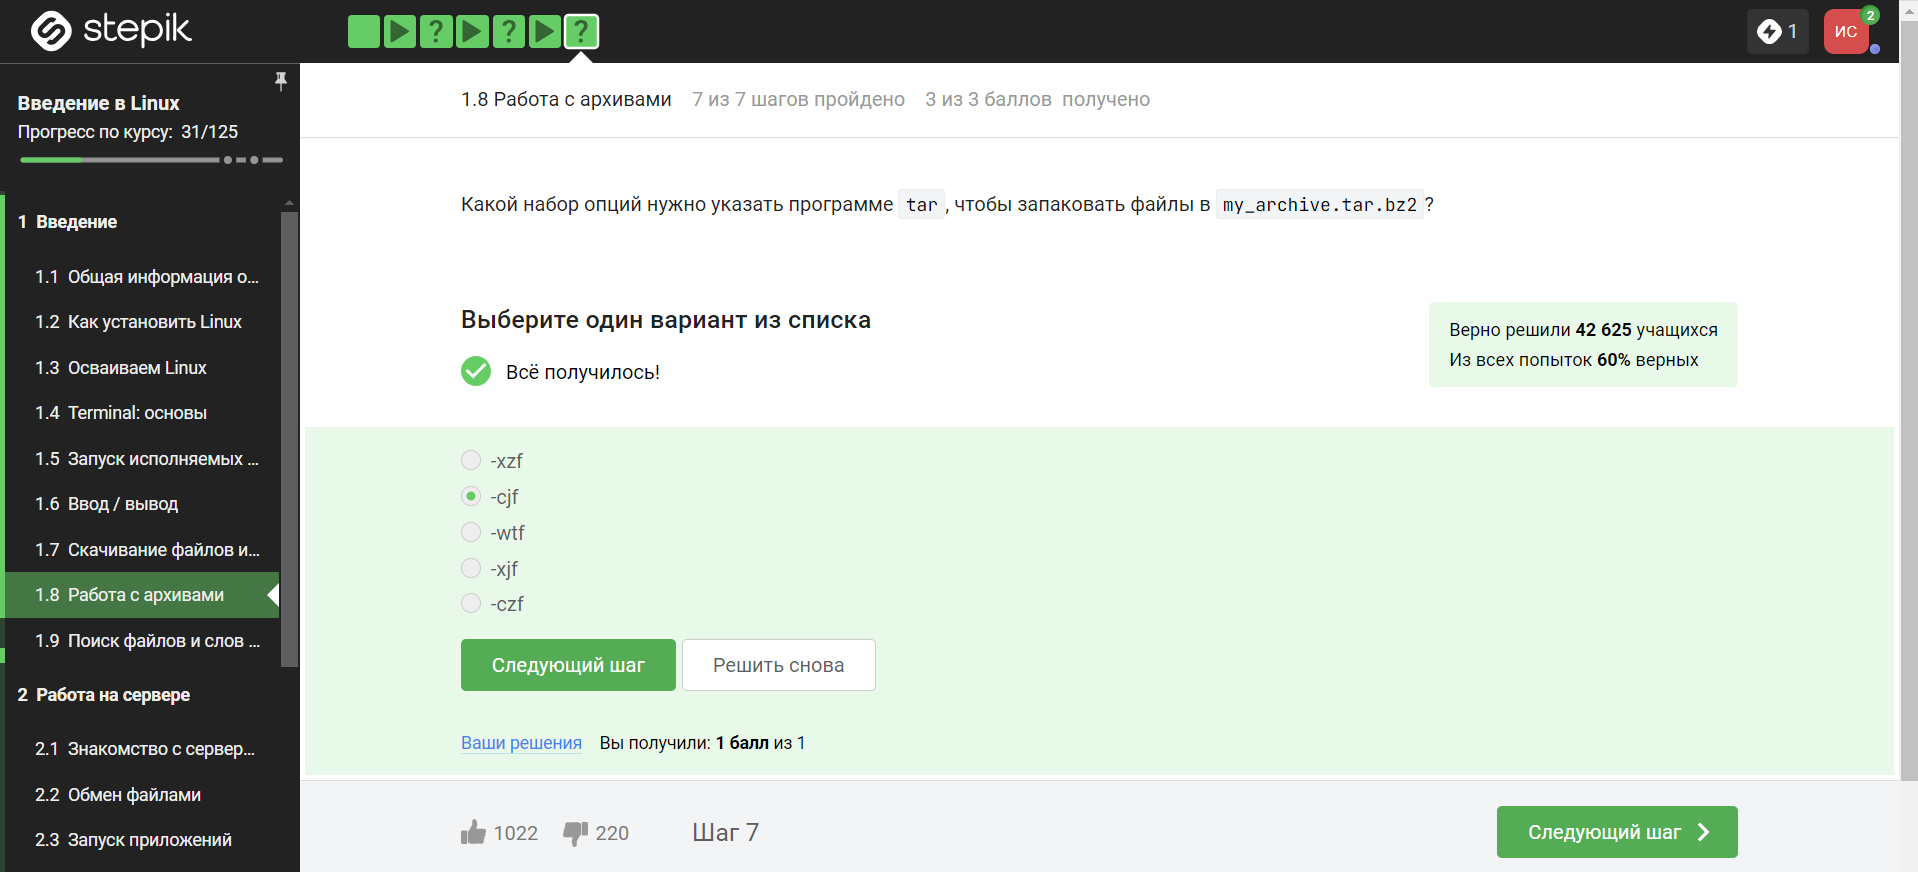 stepik
? ? ?
1
ИС
2
Введение в Linux
Прогресс по курсу: 31/125
1 Введение
1.1 Общая информация о...
1.2 Как установить Linux
1.3 Осваиваем Linux
1.4 Terminal: основы
1.5 Запуск исполняемых ...
1.6 Ввод / вывод
1.7 Скачивание файлов и...
1.8 Работа с архивами
1.9 Поиск файлов и слов ...
2 Работа на сервере
2.1 Знакомство с сервер...
2.2 Обмен файлами
2.3 Запуск приложений
1.8 Работа с архивами 7 из 7 шагов пройдено 3 из 3 баллов получено
Какой набор опций нужно указать программе tar, чтобы запаковать файлы в my_archive.tar.bz2?
Выберите один вариант из списка
Всё получилось!
Верно решили 42 625 учащихся
Из всех попыток 60% верных
-xzf
-cjf
-wtf
-xjf
-czf
Следующий шаг
Решить снова
Ваши решения Вы получили: 1 балл из 1
1022 220 Шаг 7
Следующий шаг